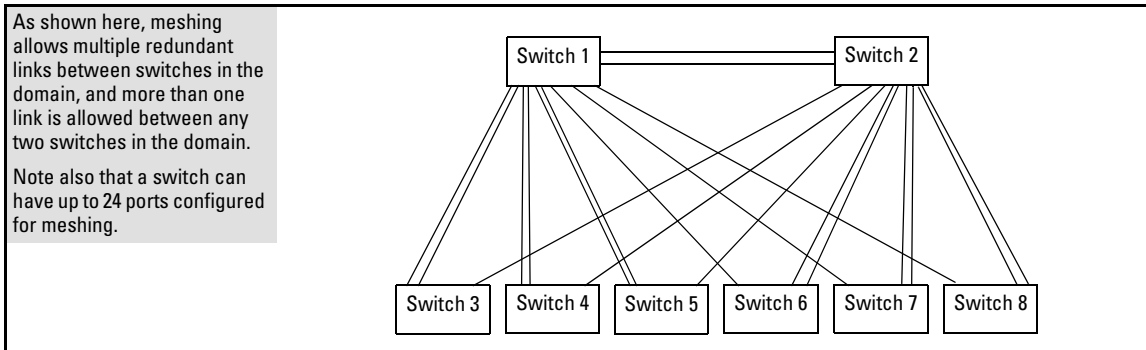 As shown here, meshing
allows multiple redundant
links between switches in the
domain, and more than one
link is allowed between any
two switches in the domain.
Note also that a switch can
have up to 24 ports configured
for meshing.
Switch 1
Switch 2
Switch 3
Switch 4
Switch 5
Switch 6
Switch 7
Switch 8